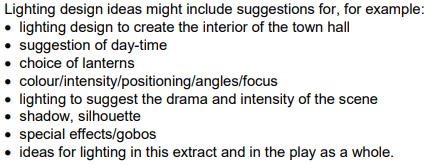 Lighting design ideas might include suggestions for, for example:
• lighting design to create the interior of the town hall
• suggestion of day-time
• choice of lanterns
• colour/intensity/positioning/angles/focus
• lighting to suggest the drama and intensity of the scene
• shadow, silhouette
• special effects/gobos
• ideas for lighting in this extract and in the play as a whole.